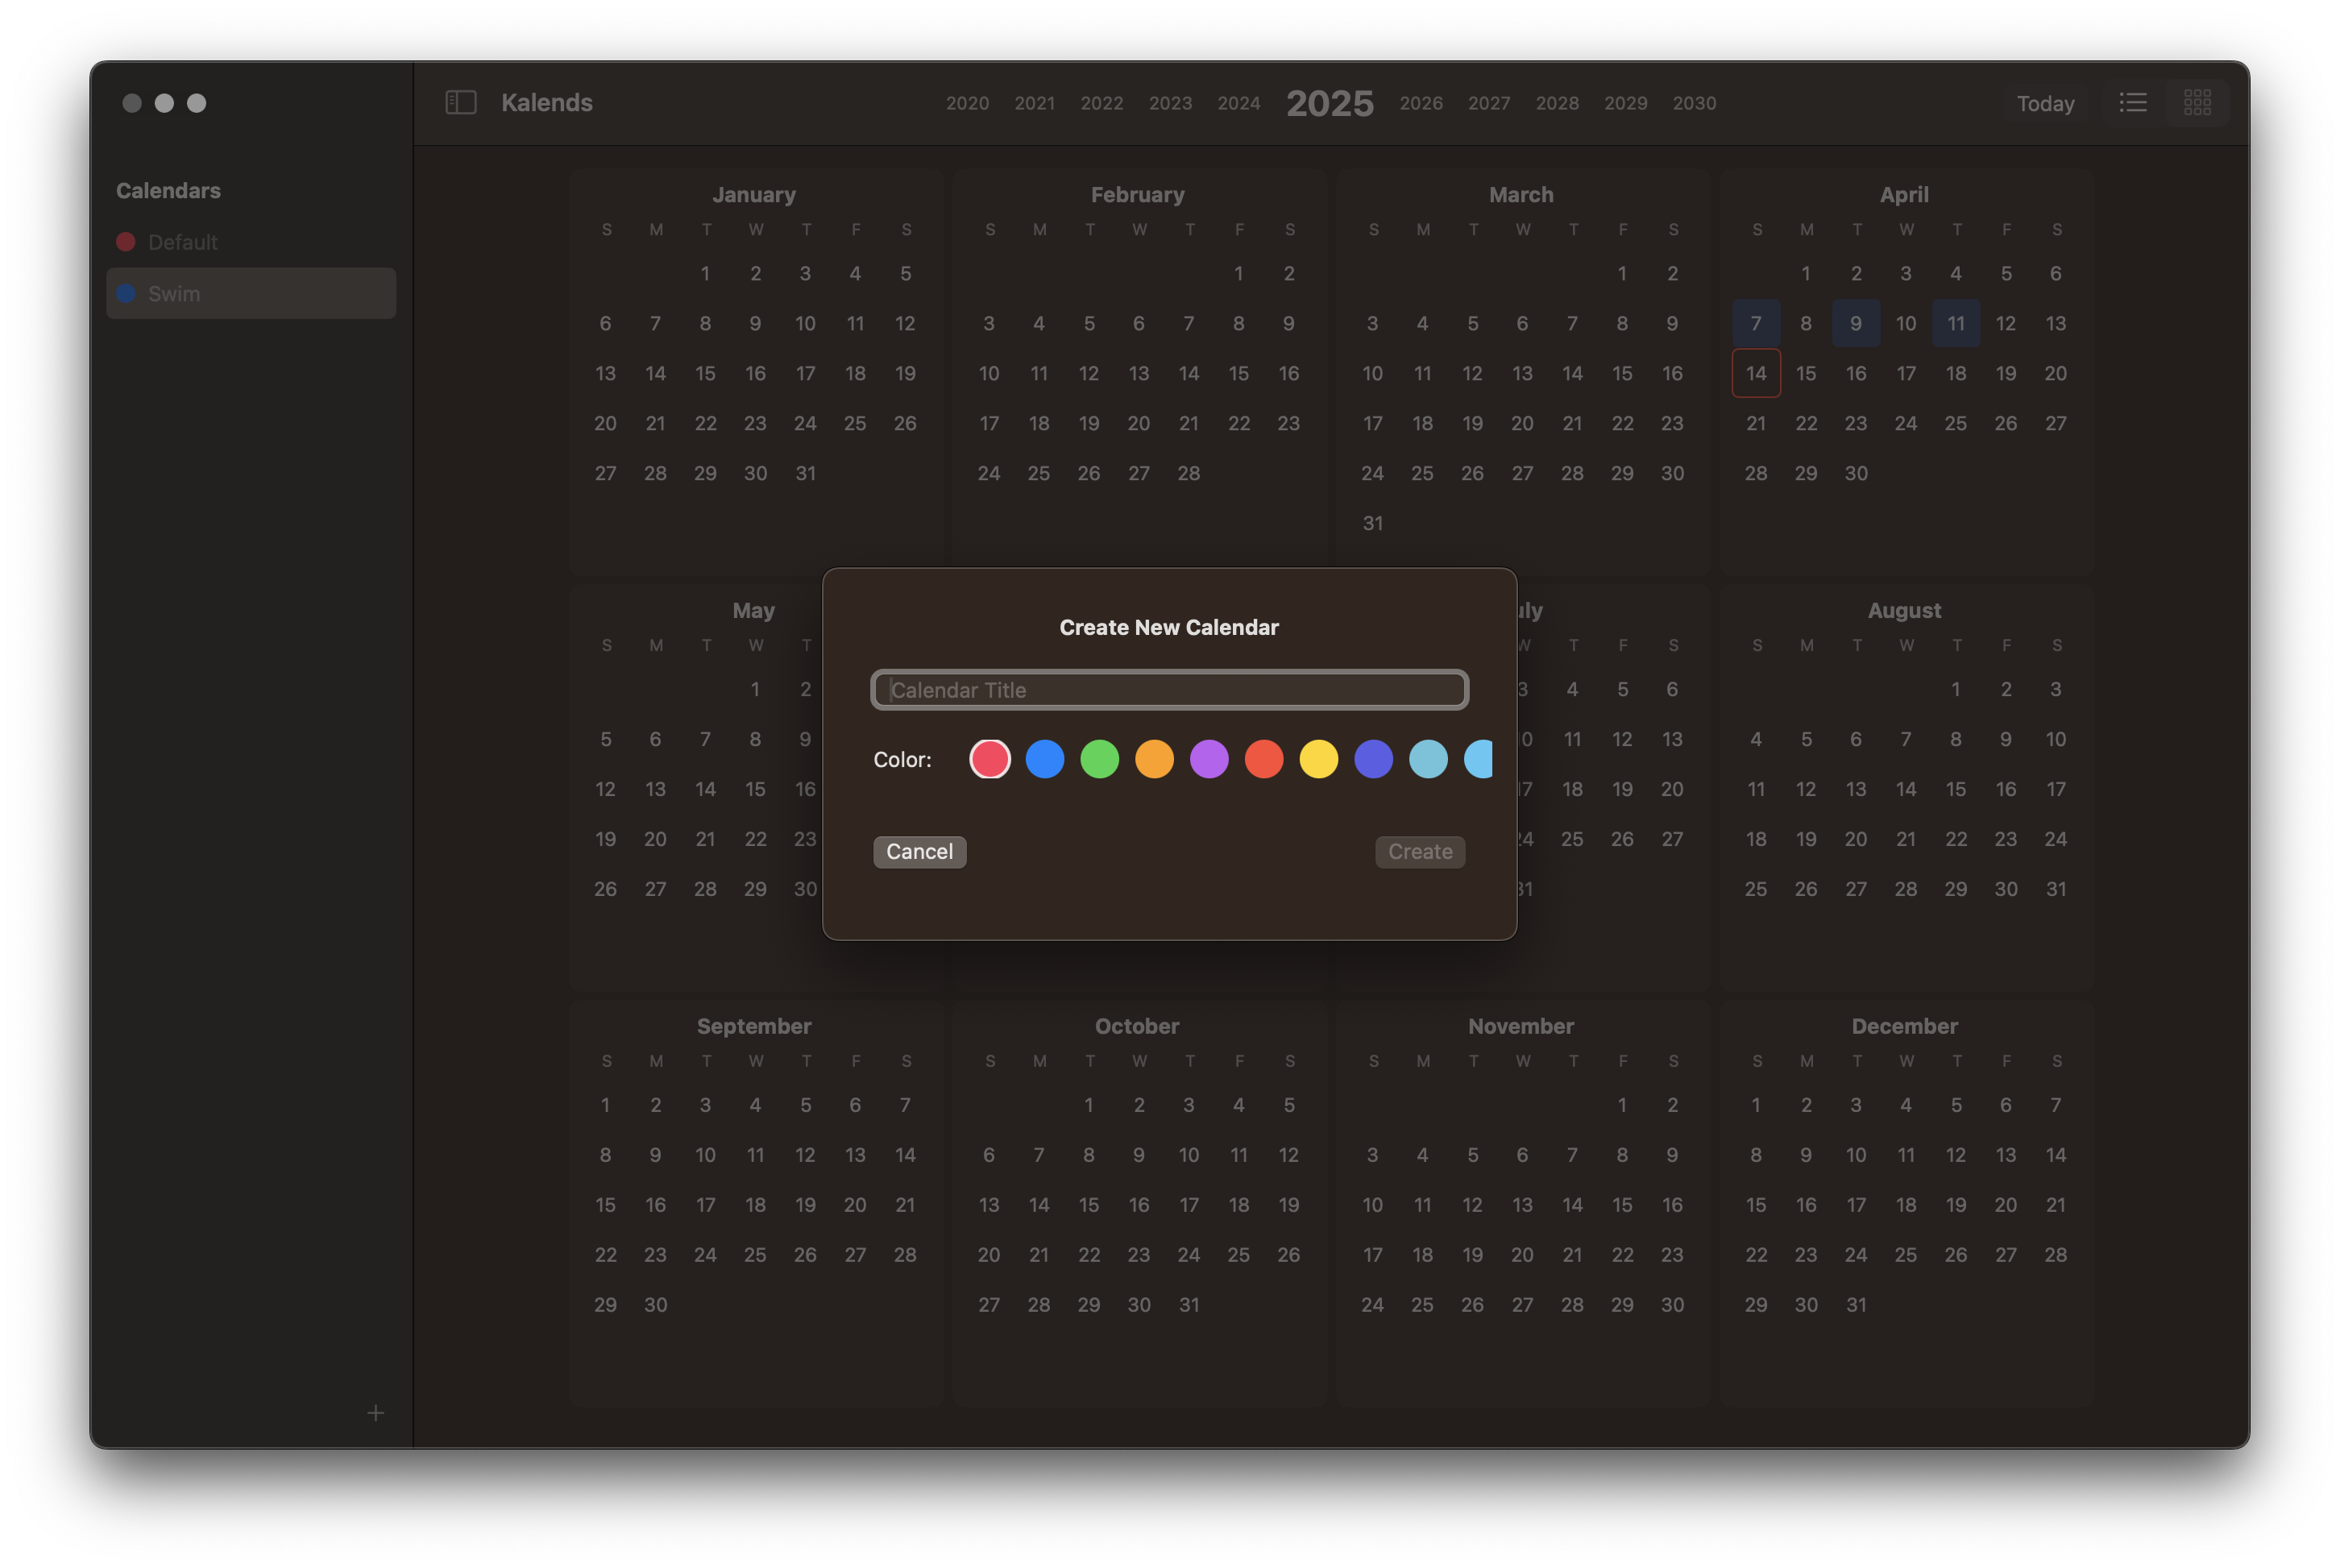 Kalends
2020 2021 2022 2023 2024 2025 2026 2027 2028 2029 2030
Today
Calendars
Default
Swim
January
S M T W T F S
1 2 3 4 5
6 7 8 9 10 11 12
13 14 15 16 17 18 19
20 21 22 23 24 25 26
27 28 29 30 31
February
S M T W T F S
1 2
3 4 5 6 7 8 9
10 11 12 13 14 15 16
17 18 19 20 21 22 23
24 25 26 27 28
March
S M T W T F S
1 2
3 4 5 6 7 8 9
10 11 12 13 14 15 16
17 18 19 20 21 22 23
24 25 26 27 28 29 30
31
April
S M T W T F S
1 2 3 4 5 6
7 8 9 10 11 12 13
14 15 16 17 18 19 20
21 22 23 24 25 26 27
28 29 30
May
S M T W T
1 2
5 6 7 8 9
12 13 14 15 16
19 20 21 22 23
26 27 28 29 30
Create New Calendar
Calendar Title
Color:
Cancel
Create
W T F S
3 4 5 6
11 12 13
18 19 20
25 26 27
August
S M T W T F S
1 2 3
4 5 6 7 8 9 10
11 12 13 14 15 16 17
18 19 20 21 22 23 24
25 26 27 28 29 30 31
September
S M T W T F S
1 2 3 4 5 6 7
8 9 10 11 12 13 14
15 16 17 18 19 20 21
22 23 24 25 26 27 28
29 30
October
S M T W T F S
1 2 3 4 5
6 7 8 9 10 11 12
13 14 15 16 17 18 19
20 21 22 23 24 25 26
27 28 29 30 31
November
S M T W T F S
1 2
3 4 5 6 7 8 9
10 11 12 13 14 15 16
17 18 19 20 21 22 23
24 25 26 27 28 29 30
December
S M T W T F S
1 2 3 4 5 6 7
8 9 10 11 12 13 14
15 16 17 18 19 20 21
22 23 24 25 26 27 28
29 30 31